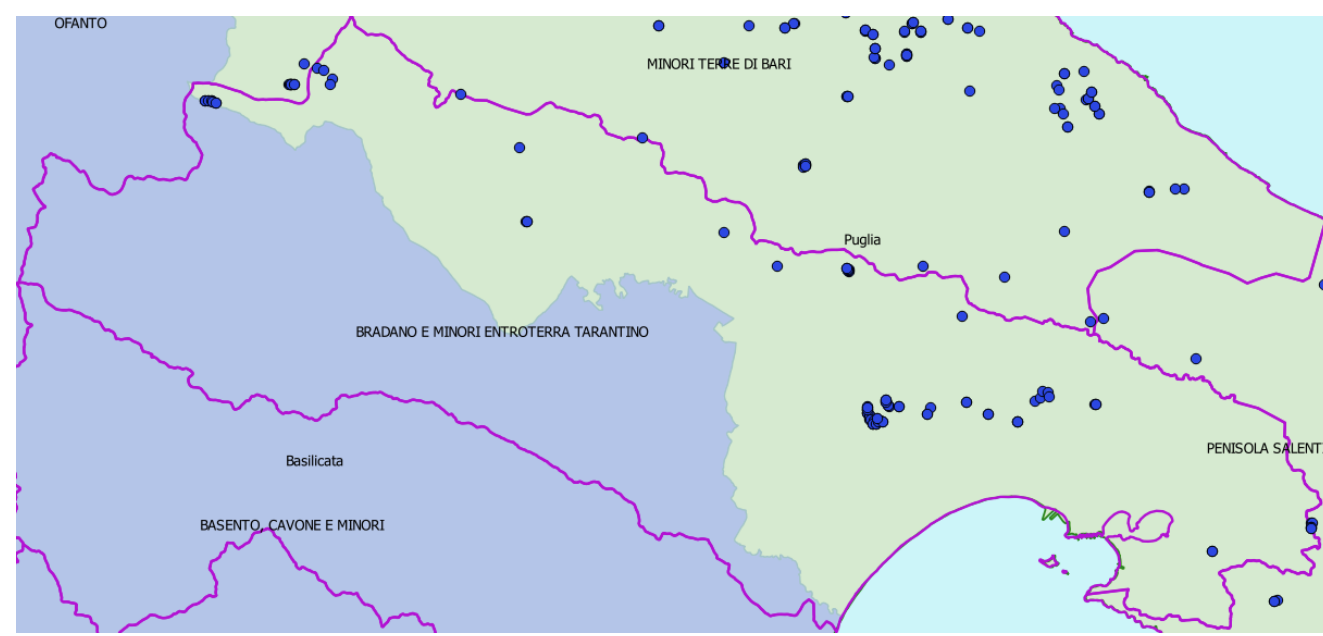 OFANTO
MINORI TERRE DI BARI
Puglia
BRADANO E MINORI ENTROTERRA TARANTINO
PENISOLA SALENT
Basilicata
BASENTO, CAVONE E MINORI